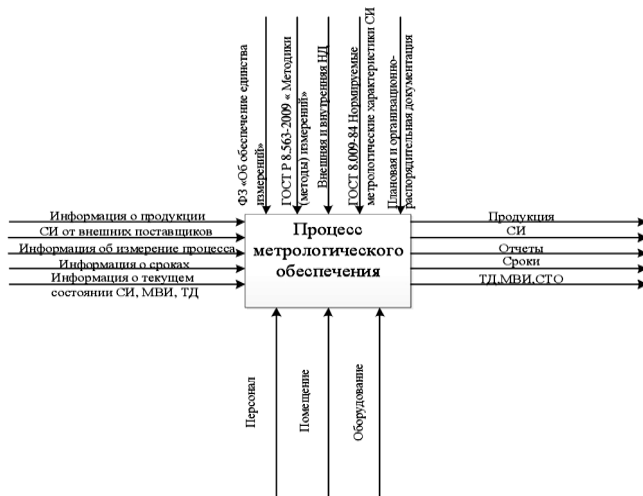 ФЗ «Об обеспечение единства
измерений»
ГОСТ Р 8.563-2009 « Методики
(методы) измерений»
Внешняя и внутренняя НД
ГОСТ 8.009-84 Нормируемые
метрологические характеристики СИ
Плановая и организационно-
распорядительная документация
Информация о продукции
СИ от внешних поставщиков
Информация об измерение процесса
Информация о сроках
Информация о текущем
состоянии СИ, МВИ, ТД
Процесс
метрологического
обеспечения
Продукция
СИ
Отчеты
Сроки
ТД,МВИ,СТО
Персонал
Помещение
Оборудование